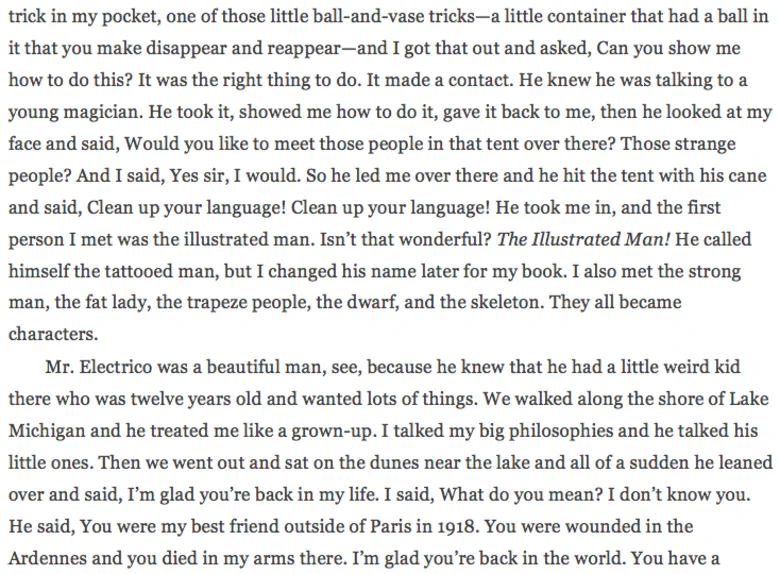 trick in my pocket, one of those little ball-and-vase tricks—a little container that had a ball in
it that you make disappear and reappear—and I got that out and asked, Can you show me
how to do this? It was the right thing to do. It made a contact. He knew he was talking to a
young magician. He took it, showed me how to do it, gave it back to me, then he looked at my
face and said, Would you like to meet those people in that tent over there? Those strange
people? And I said, Yes sir, I would. So he led me over there and he hit the tent with his cane
and said, Clean up your language! Clean up your language! He took me in, and the first
person I met was the illustrated man. Isn’t that wonderful? The Illustrated Man! He called
himself the tattooed man, but I changed his name later for my book. I also met the strong
man, the fat lady, the trapeze people, the dwarf, and the skeleton. They all became
characters.
Mr. Electrico was a beautiful man, see, because he knew that he had a little weird kid
there who was twelve years old and wanted lots of things. We walked along the shore of Lake
Michigan and he treated me like a grown-up. I talked my big philosophies and he talked his
little ones. Then we went out and sat on the dunes near the lake and all of a sudden he leaned
over and said, I’m glad you’re back in my life. I said, What do you mean? I don’t know you.
He said, You were my best friend outside of Paris in 1918. You were wounded in the
Ardennes and you died in my arms there. I’m glad you’re back in the world. You have a